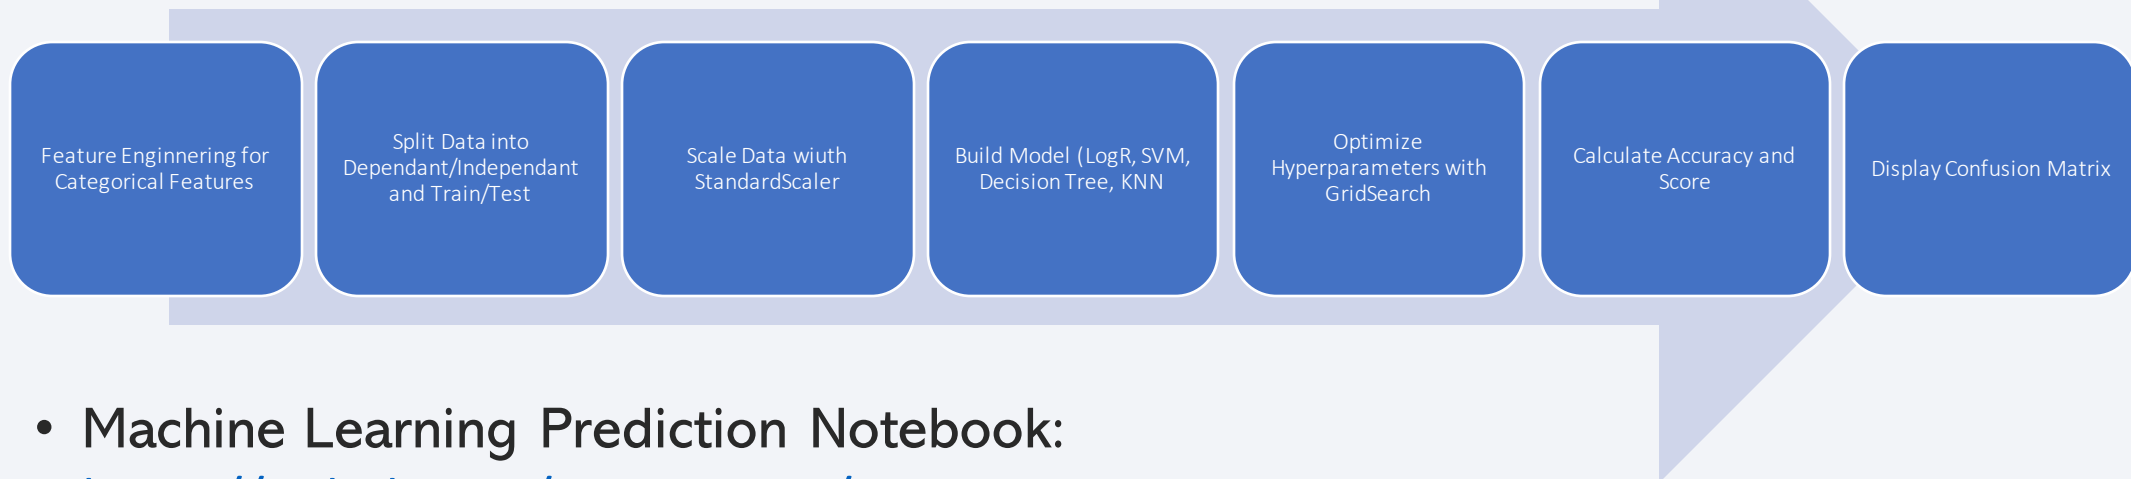 Feature Enginnering for
Categorical Features
Split Data into
Dependant/Independant
and Train/Test
Scale Data wiuth
StandardScaler
Build Model (LogR, SVM,
Decision Tree, KNN
Optimize
Hyperparameters with
GridSearch
Calculate Accuracy and
Score
Display Confusion Matrix
• Machine Learning Prediction Notebook: